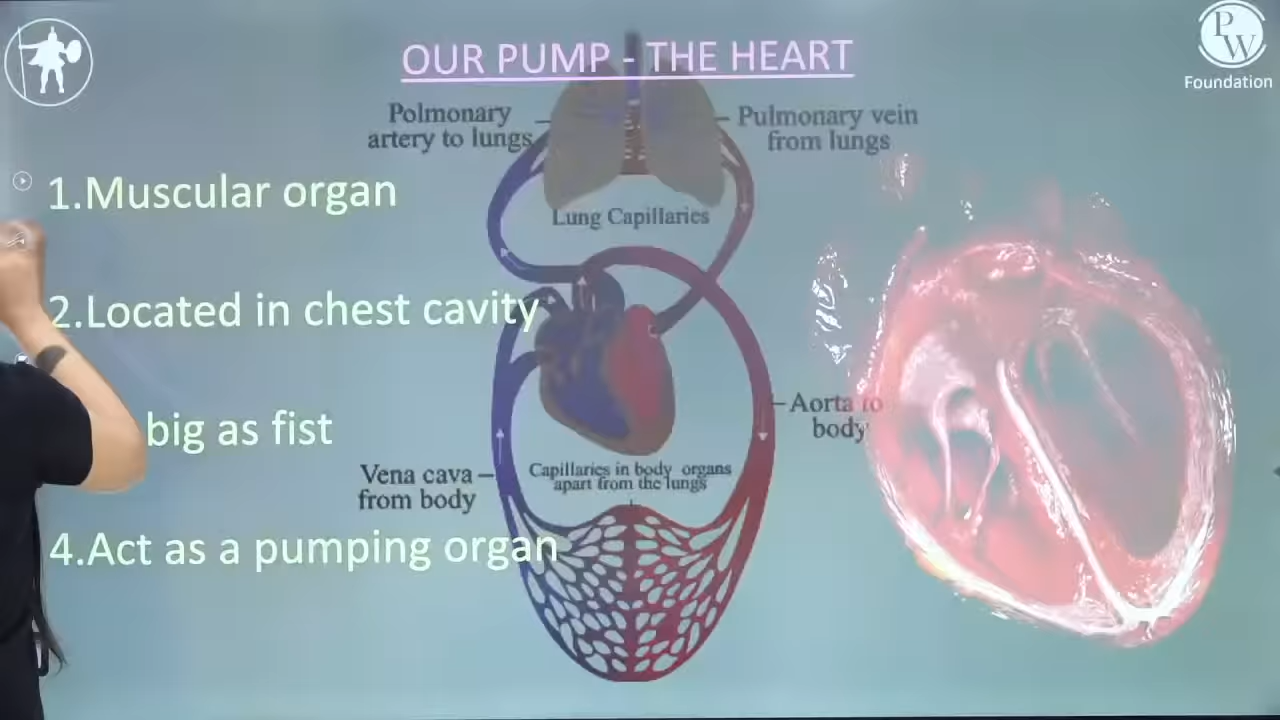 OUR PUMP - THE HEART
PW
Foundation
Polmonary
artery to lungs
Pulmonary vein
from lungs
1.Muscular organ
Lung Capillaries
2.Located in chest cavity
Aorta to
body
big as fist
Vena cava
from body
Capillaries in body organs
apart from the lungs
4.Act as a pumping organ